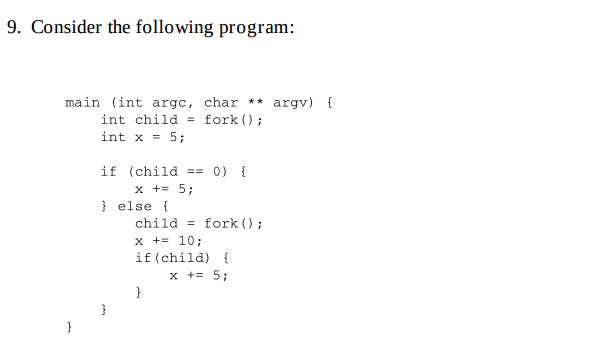 9. Consider the following program:
main (int argc, char ** argv) {
    int child = fork();
    int x = 5;
    if (child == 0) {
        x += 5;
    } else {
        child = fork();
        x += 10;
        if(child) {
            x += 5;
        }
    }
}